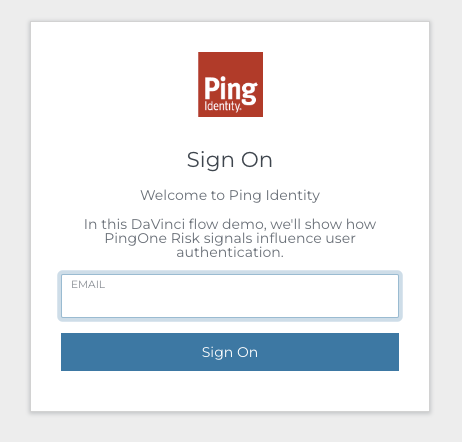 Ping
Identity.
Sign On
Welcome to Ping Identity
In this DaVinci flow demo, we'll show how
PingOne Risk signals influence user
authentication.
EMAIL
Sign On